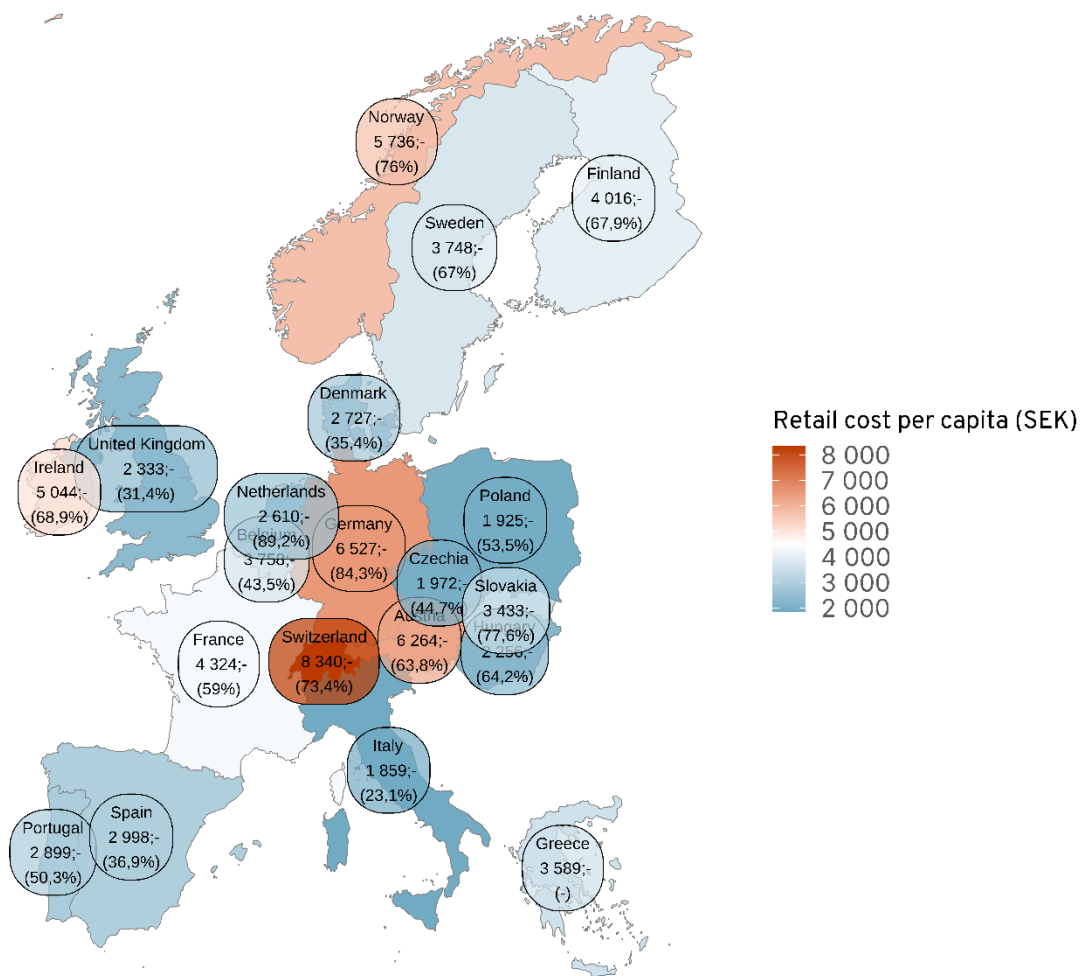 Norway
5 736;-
(76%)
Finland
4 016;-
(67,9%)
Sweden
3 748;-
(67%)
Denmark
2 727;-
(35,4%)
United Kingdom
2 333;-
(31,4%)
Ireland
5 044;-
(68,9%)
Netherlands
2 610;-
(89,2%)
Belgium
3 758;-
(43,5%)
Germany
6 527;-
(84,3%)
Poland
1 925;-
(53,5%)
Czechia
1 972;-
(44,7%)
Slovakia
3 433;-
(77,6%)
Austria
6 264;-
(63,8%)
Hungary
2 256;-
(64,2%)
France
4 324;-
(59%)
Switzerland
8 340;-
(73,4%)
Italy
1 859;-
(23,1%)
Spain
2 998;-
(36,9%)
Portugal
2 899;-
(50,3%)
Greece
3 589;-
(-)
Retail cost per capita (SEK)
8 000
7 000
6 000
5 000
4 000
3 000
2 000